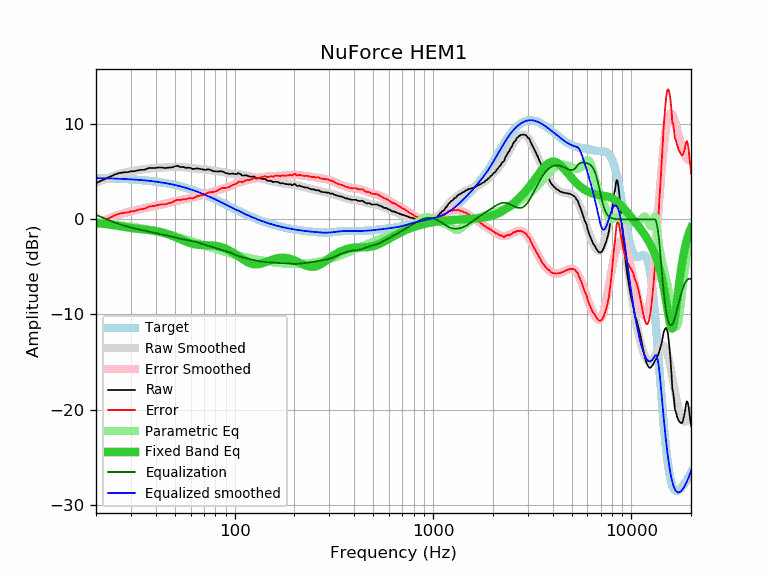 NuForce HEM1
Amplitude (dBr)
10
0
−10
−20
−30
Target
Raw Smoothed
Error Smoothed
Raw
Error
Parametric Eq
Fixed Band Eq
Equalization
Equalized smoothed
100 1000 10000
Frequency (Hz)